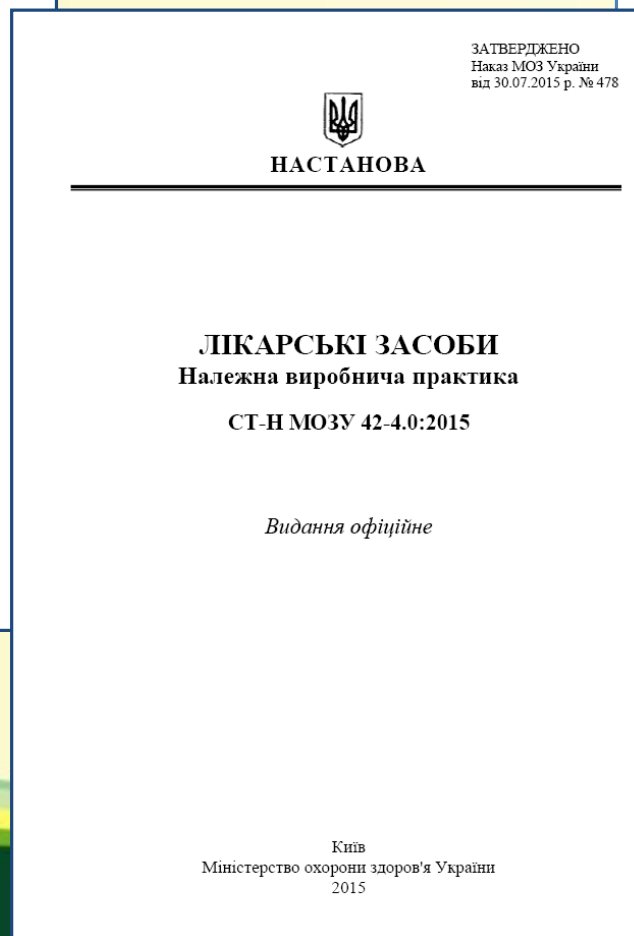 ЗАТВЕРДЖЕНО
Наказ МОЗ України
від 30.07.2015 р. № 478
НАСТАНОВА
ЛІКАРСЬКІ ЗАСОБИ
Належна виробнича практика
СТ-Н МОЗУ 42-4.0:2015
Видання офіційне
Київ
Міністерство охорони здоров'я України
2015